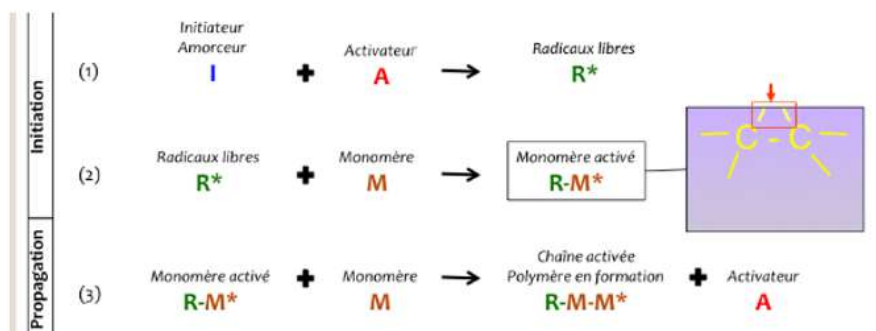 Initiation
Initiateur
Amorceur
Activateur
Radicaux libres
(1) I + A → R*
Radicaux libres
Monomère
Monomère activé
(2) R* + M → R-M*
C - C
Propagation
Monomère activé
Monomère
Chaîne activée
Polymère en formation
Activateur
(3) R-M* + M → R-M-M* + A